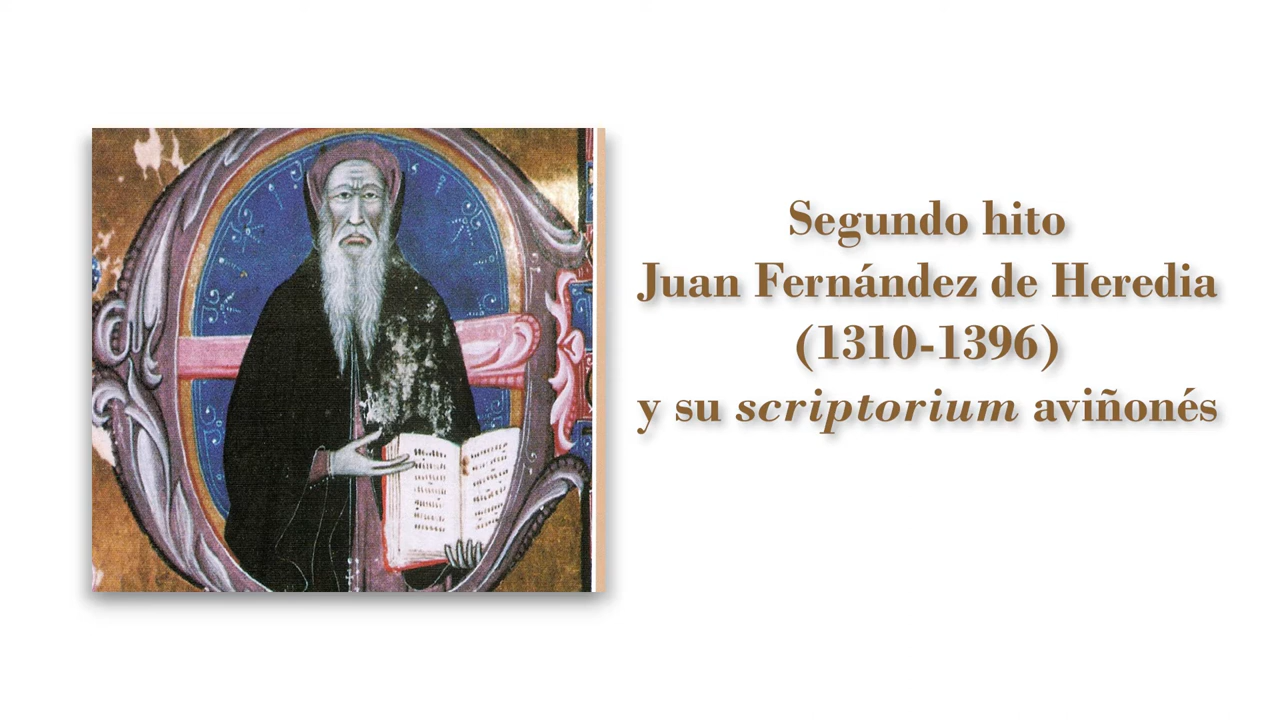 Segundo hito
Juan Fernández de Heredia
(1310-1396)
y su scriptorium aviñonés